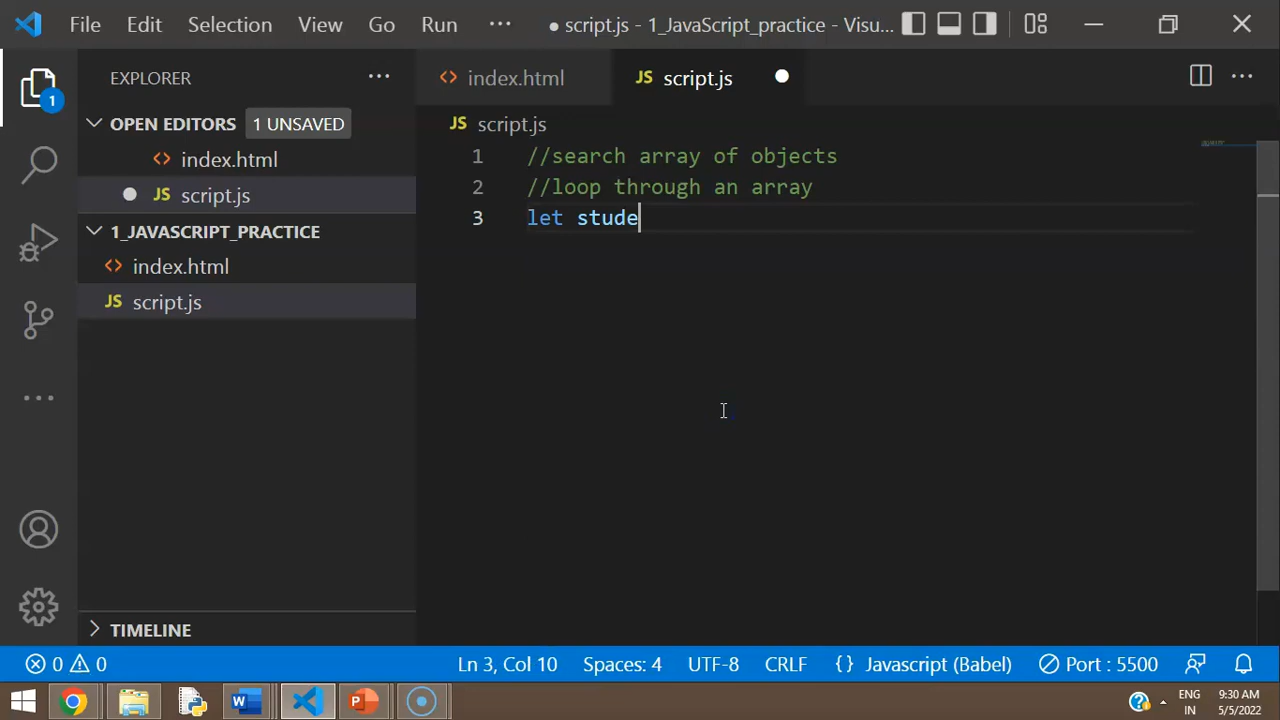 File Edit Selection View Go Run ··· ● script.js - 1_JavaScript_practice - Visu...
EXPLORER ···
<> index.html
JS script.js ●
OPEN EDITORS 1 UNSAVED
<> index.html
● JS script.js
1_JAVASCRIPT_PRACTICE
<> index.html
JS script.js
TIMELINE
JS script.js
1 //search array of objects
2 //loop through an array
3 let stude
1
0 0 Ln 3, Col 10 Spaces: 4 UTF-8 CRLF {} Javascript (Babel) Port : 5500
W P ENG 9:30 AM
IN 5/5/2022